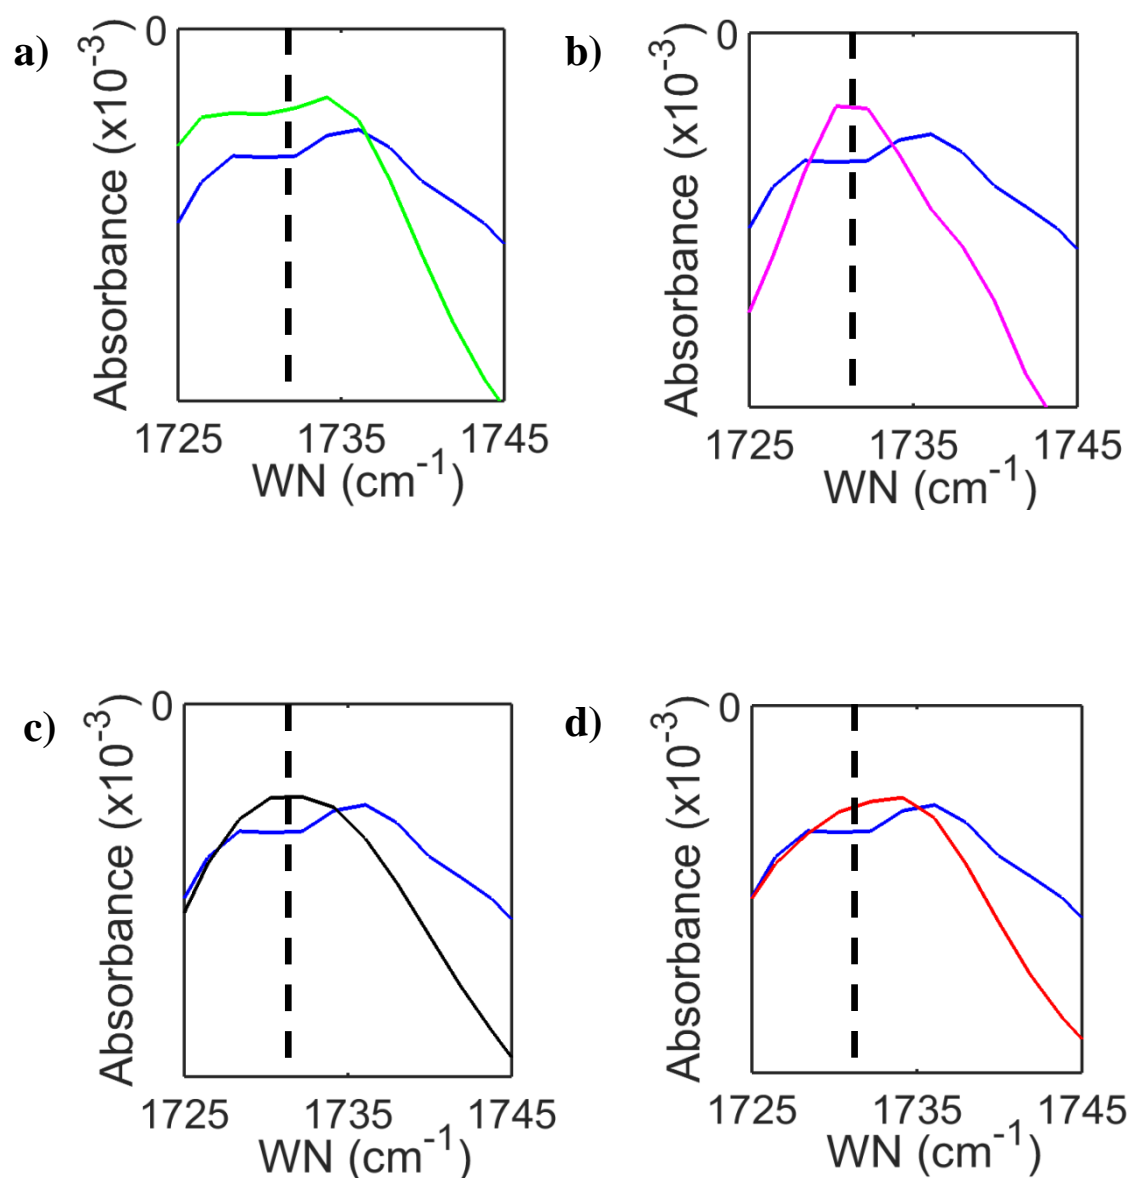 a)
Absorbance (x10⁻³)
0
1725 1735 1745
WN (cm⁻¹)
b)
Absorbance (x10⁻³)
0
1725 1735 1745
WN (cm⁻¹)
c)
Absorbance (x10⁻³)
0
1725 1735 1745
WN (cm⁻¹)
d)
Absorbance (x10⁻³)
0
1725 1735 1745
WN (cm⁻¹)